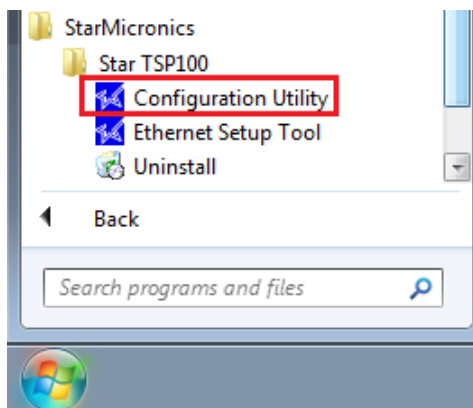 StarMicronics
Star TSP100
Configuration Utility
Ethernet Setup Tool
Uninstall
Back
Search programs and files